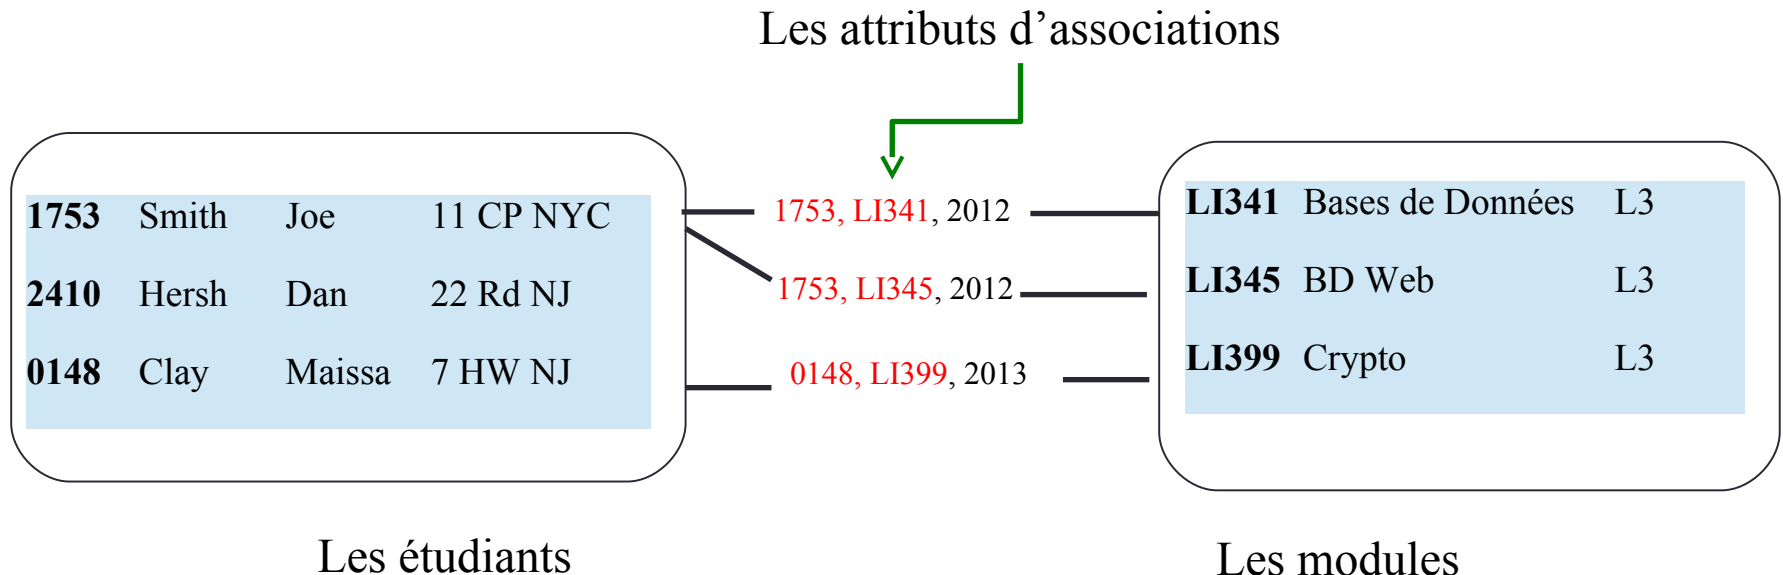 Les attributs d’associations
1753 Smith Joe 11 CP NYC
2410 Hersh Dan 22 Rd NJ
0148 Clay Maissa 7 HW NJ
1753, LI341, 2012
1753, LI345, 2012
0148, LI399, 2013
LI341 Bases de Données L3
LI345 BD Web L3
LI399 Crypto L3
Les étudiants
Les modules